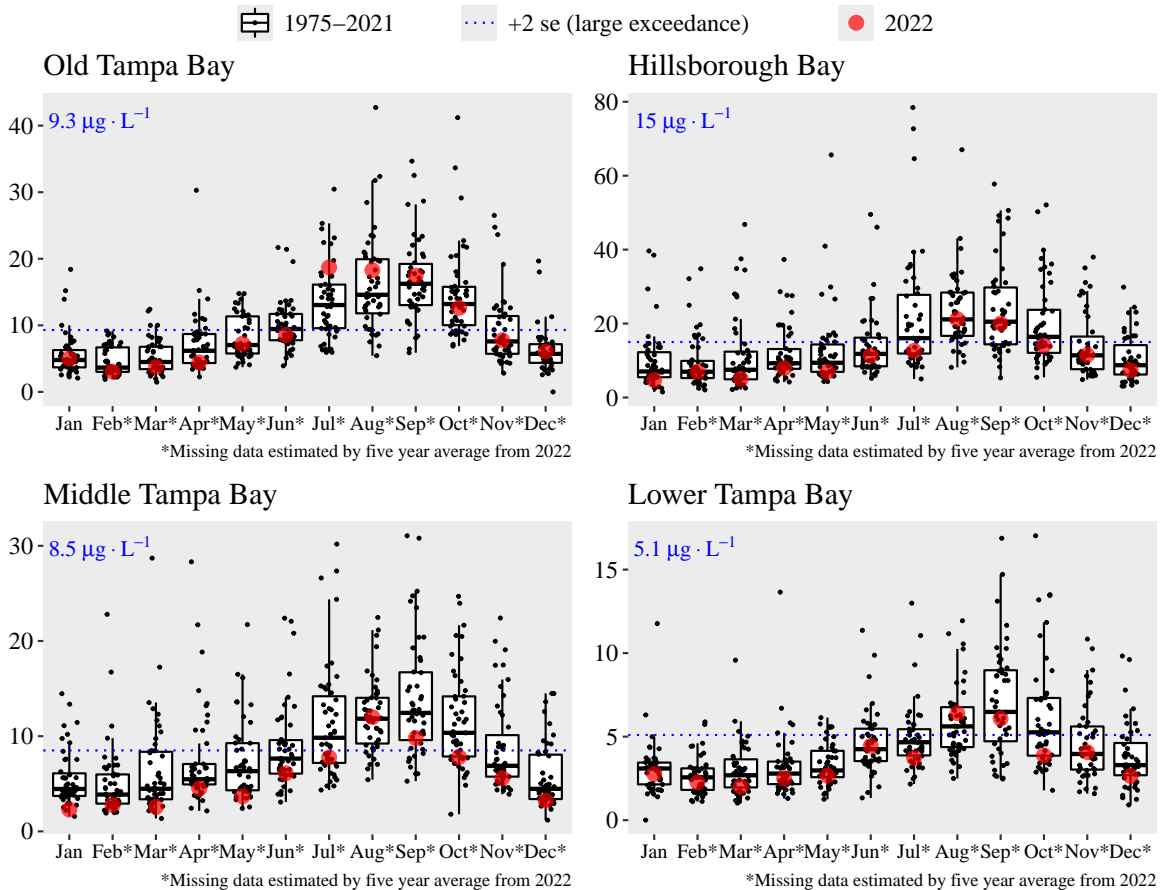 1975–2021 +2 se (large exceedance) 2022
Old Tampa Bay
9.3 μg · L⁻¹
40
30
20
10
0
Jan Feb* Mar* Apr* May* Jun* Jul* Aug* Sep* Oct* Nov* Dec*
*Missing data estimated by five year average from 2022
Hillsborough Bay
15 μg · L⁻¹
80
60
40
20
0
Jan Feb* Mar* Apr* May* Jun* Jul* Aug* Sep* Oct* Nov* Dec*
*Missing data estimated by five year average from 2022
Middle Tampa Bay
8.5 μg · L⁻¹
30
20
10
0
Jan Feb* Mar* Apr* May* Jun* Jul* Aug* Sep* Oct* Nov* Dec*
*Missing data estimated by five year average from 2022
Lower Tampa Bay
5.1 μg · L⁻¹
15
10
5
0
Jan Feb* Mar* Apr* May* Jun* Jul* Aug* Sep* Oct* Nov* Dec*
*Missing data estimated by five year average from 2022